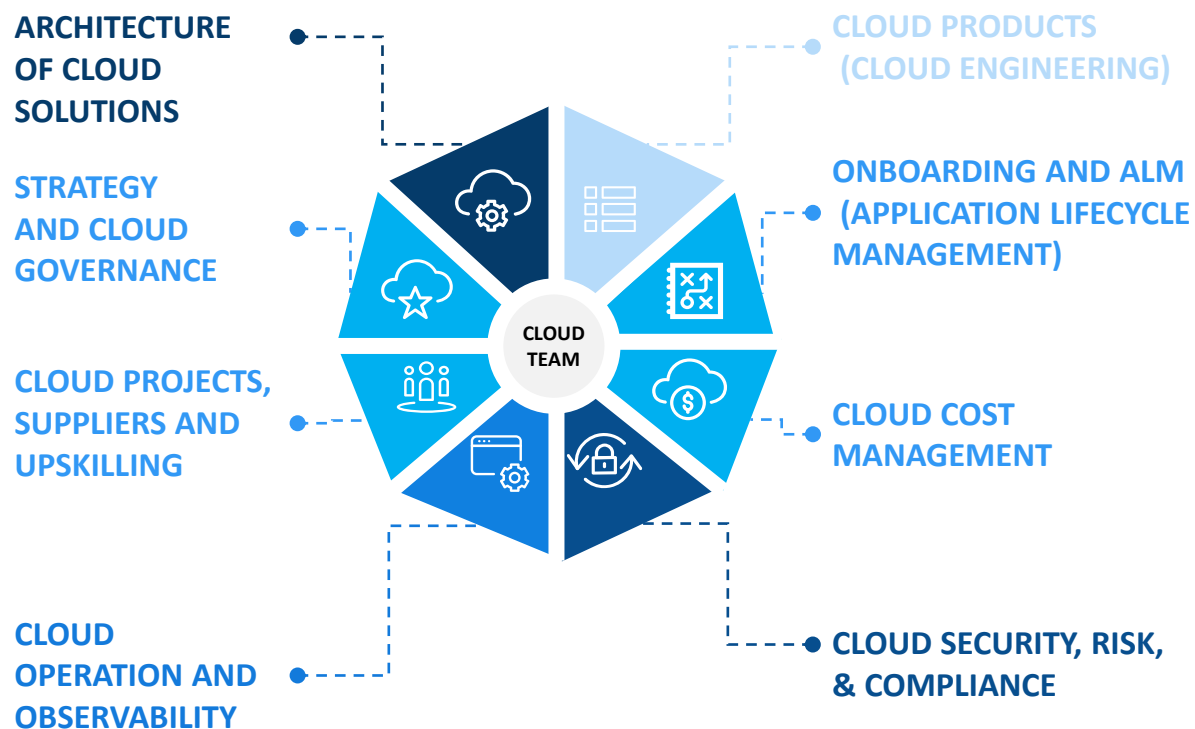 ARCHITECTURE
OF CLOUD
SOLUTIONS
STRATEGY
AND CLOUD
GOVERNANCE
CLOUD PROJECTS,
SUPPLIERS AND
UPSKILLING
CLOUD
OPERATION AND
OBSERVABILITY
CLOUD
TEAM
$
CLOUD PRODUCTS
(CLOUD ENGINEERING)
ONBOARDING AND ALM
(APPLICATION LIFECYCLE
MANAGEMENT)
CLOUD COST
MANAGEMENT
CLOUD SECURITY, RISK,
& COMPLIANCE